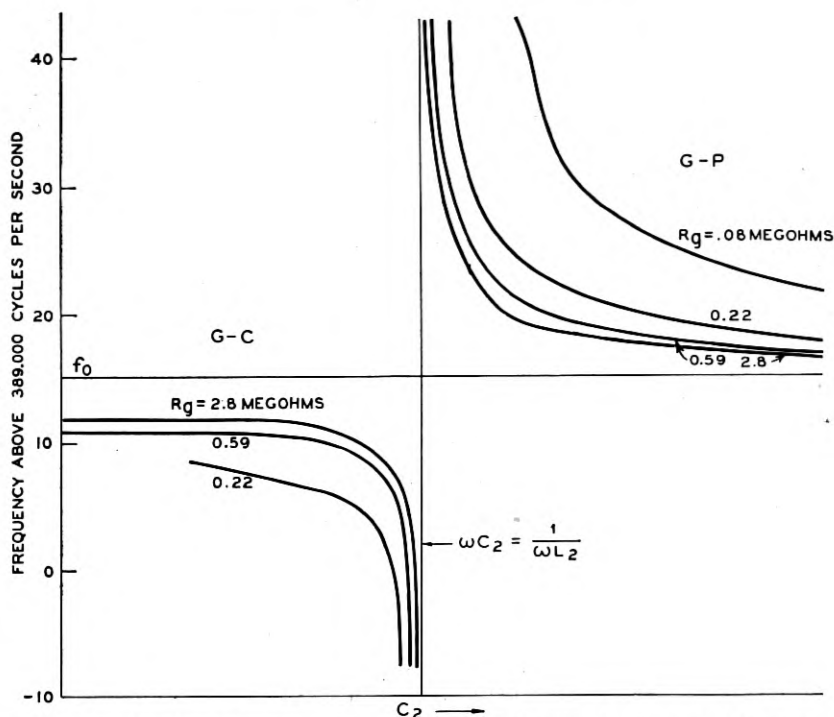 40
30
20
10
0
-10
FREQUENCY ABOVE 389,000 CYCLES PER SECOND
G-P
Rg=.08 MEGOHMS
0.22
0.59 2.8
G-C
f0
Rg=2.8 MEGOHMS
0.59
0.22
ωC2 = 1/ωL2
C2